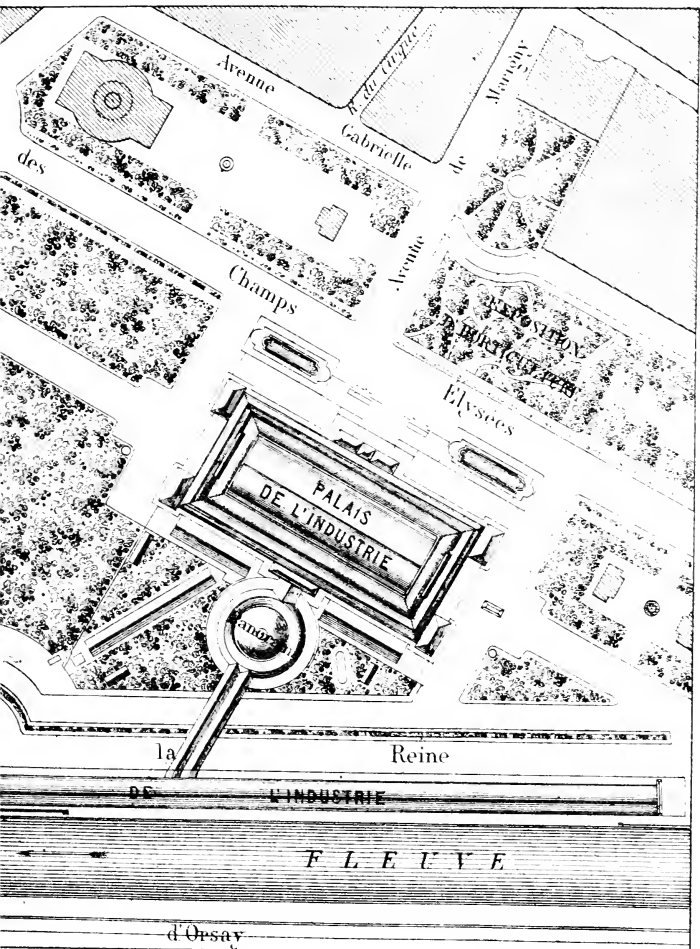 Avenue
Gabrielle
R. du Cirque
Avenue
de
Marigny
des
Champs
Elysées
EXPOSITION
D'HORTICULTURE
PALAIS
DE L'INDUSTRIE
Panorama
la
Reine
DE
L'INDUSTRIE
FLEUVE
d'Orsay